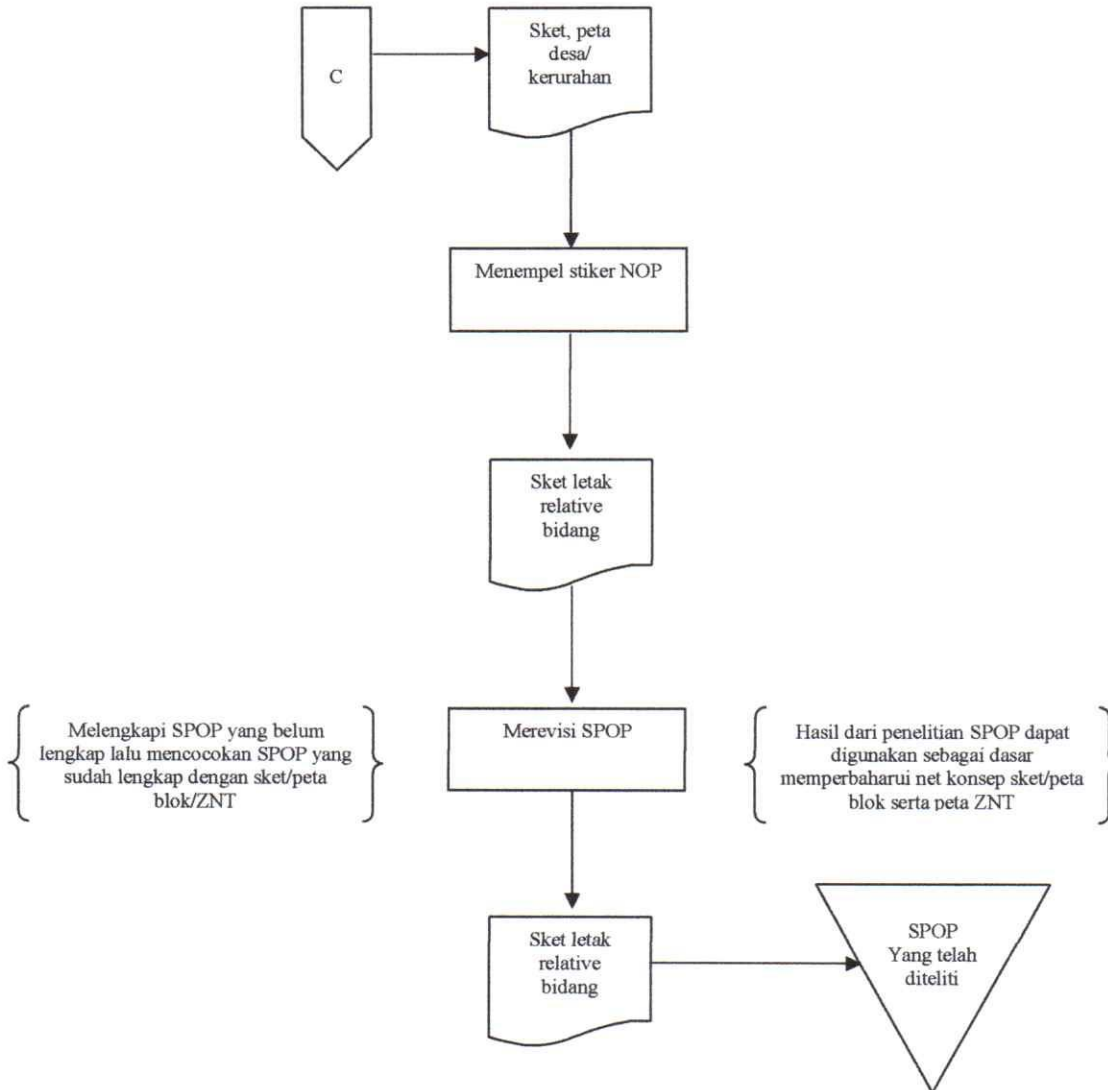 C
Sket, peta
desa/
kerurahan
Menempel stiker NOP
Sket letak
relative
bidang
Melengkapi SPOP yang belum
lengkap lalu mencocokan SPOP yang
sudah lengkap dengan sket/peta
blok/ZNT
Merevisi SPOP
Hasil dari penelitian SPOP dapat
digunakan sebagai dasar
memperbaharui net konsep sket/peta
blok serta peta ZNT
Sket letak
relative
bidang
SPOP
Yang telah
diteliti